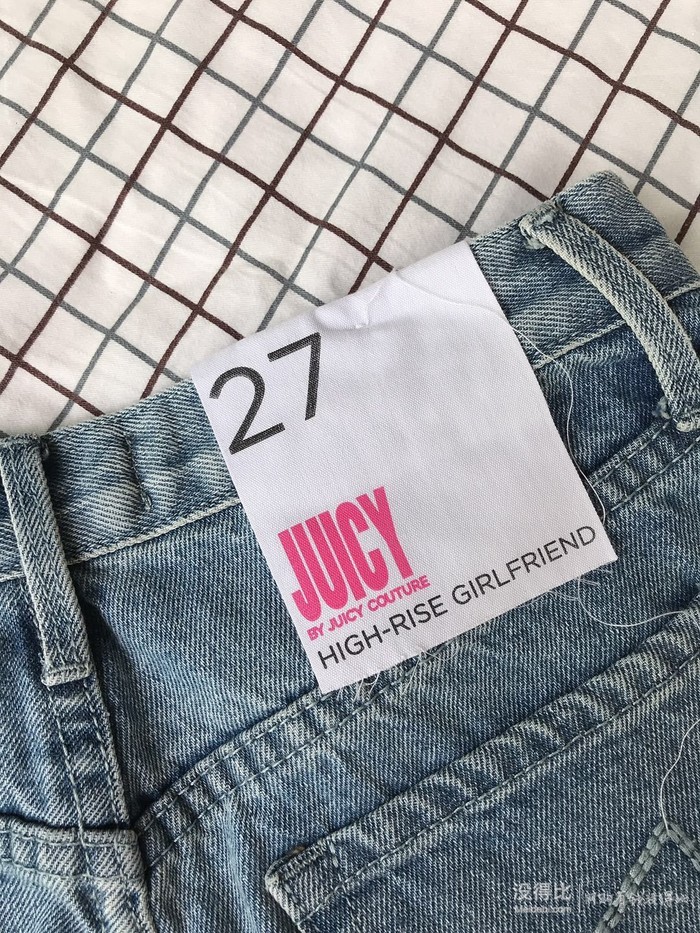 27
JUICY
BY JUICY COUTURE
HIGH-RISE GIRLFRIEND
没得比